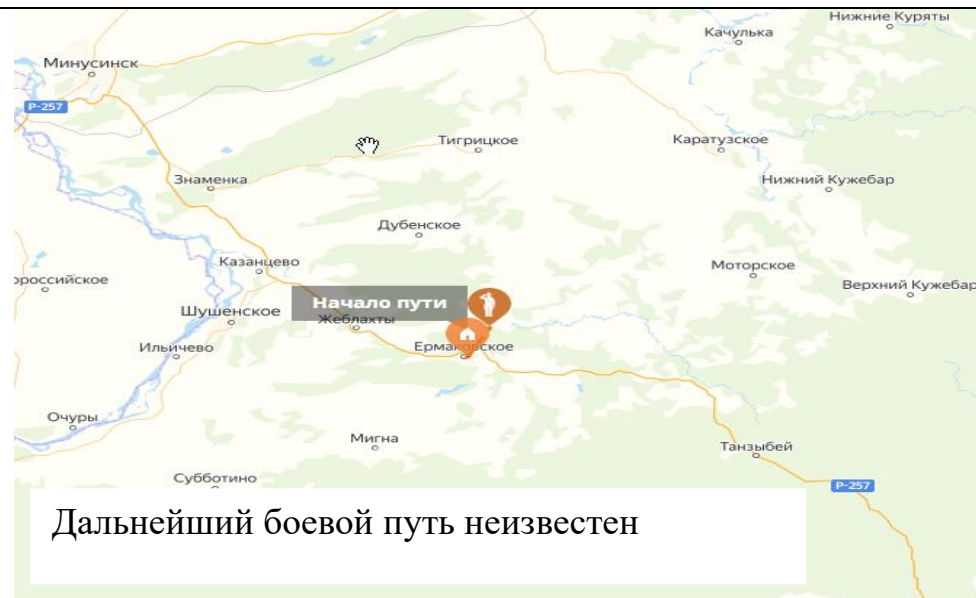 Нижние Куряты
Качулька
Минусинск
Р-257
Тигрицкое
Каратузское
Знаменка
Нижний Кужебар
Дубенское
Казанцево
Моторское
ороссийское
Верхний Кужебар
Начало пути
Шушенское
Жеблахты
Ильичево
Ермаковское
Очуры
Мигна
Танзыбей
Субботино
Р-257
Дальнейший боевой путь неизвестен